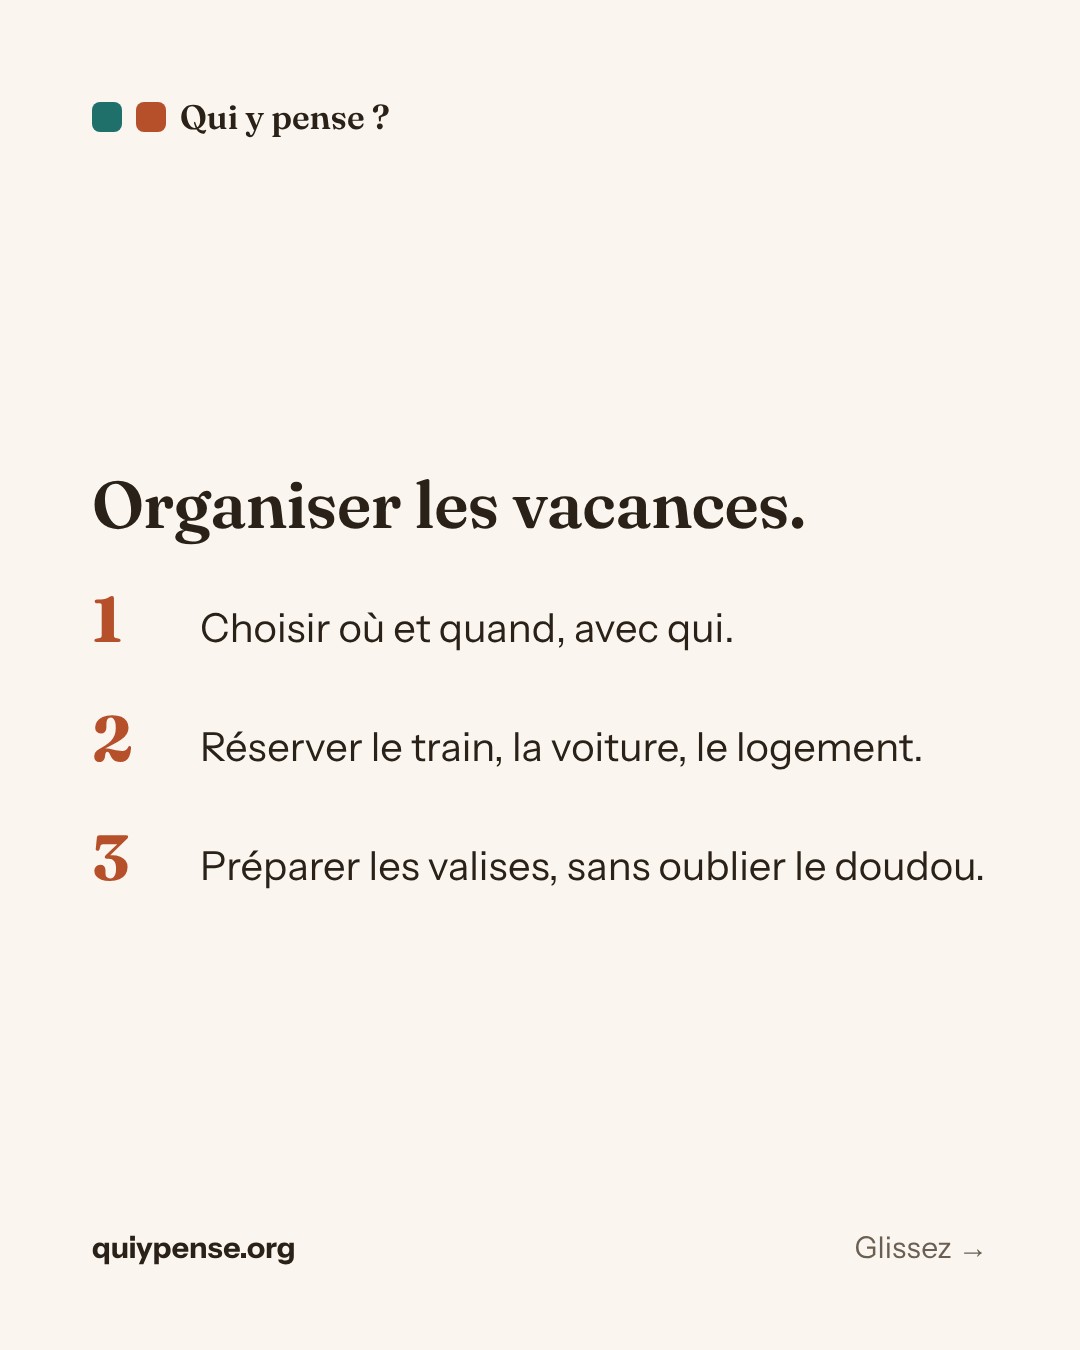 Qui y pense ?
Organiser les vacances.
1 Choisir où et quand, avec qui.
2 Réserver le train, la voiture, le logement.
3 Préparer les valises, sans oublier le doudou.
quiypense.org
Glissez →